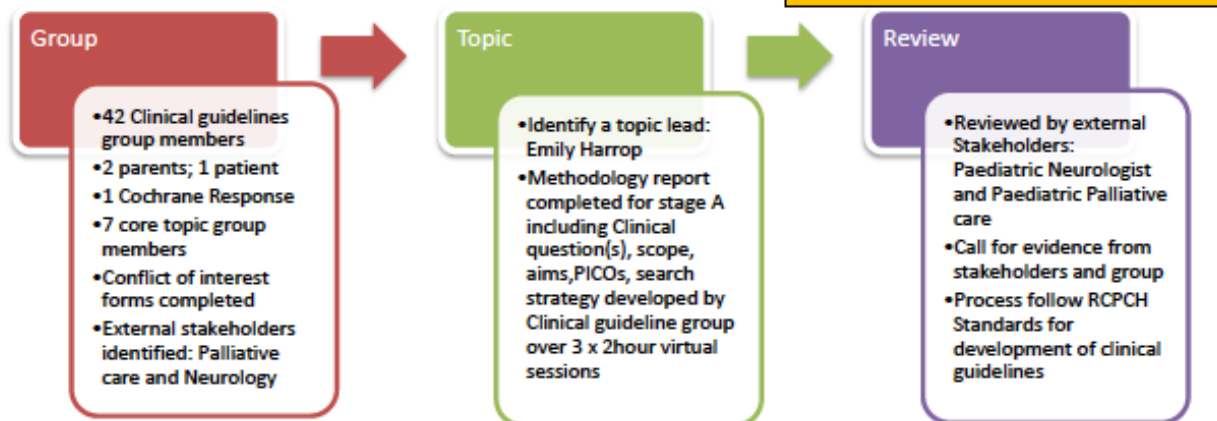 Group
•42 Clinical guidelines
group members
•2 parents; 1 patient
•1 Cochrane Response
•7 core topic group
members
•Conflict of interest
forms completed
•External stakeholders
identified: Palliative
care and Neurology
Topic
•Identify a topic lead:
Emily Harrop
•Methodology report
completed for stage A
including Clinical
question(s), scope,
aims,PICOs, search
strategy developed by
Clinical guideline group
over 3 x 2hour virtual
sessions
Review
•Reviewed by external
Stakeholders:
Paediatric Neurologist
and Paediatric Palliative
care
•Call for evidence from
stakeholders and group
•Process follow RCPCH
Standards for
development of clinical
guidelines